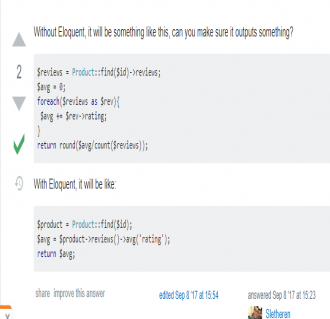 Without Eloquent, it will be something like this, can you make sure it outputs something?
2
$reviews = Product::find($id)->reviews;
$avg = 0;
foreach($reviews as $rev){
$avg += $rev->rating;
}
return round($avg/count($reviews));
With Eloquent, it will be like:
$product = Product::find($id);
$avg = $product->reviews()->avg('rating');
return $avg;
share improve this answer
edited Sep 8 '17 at 15:54
answered Sep 8 '17 at 15:23
Sletheren